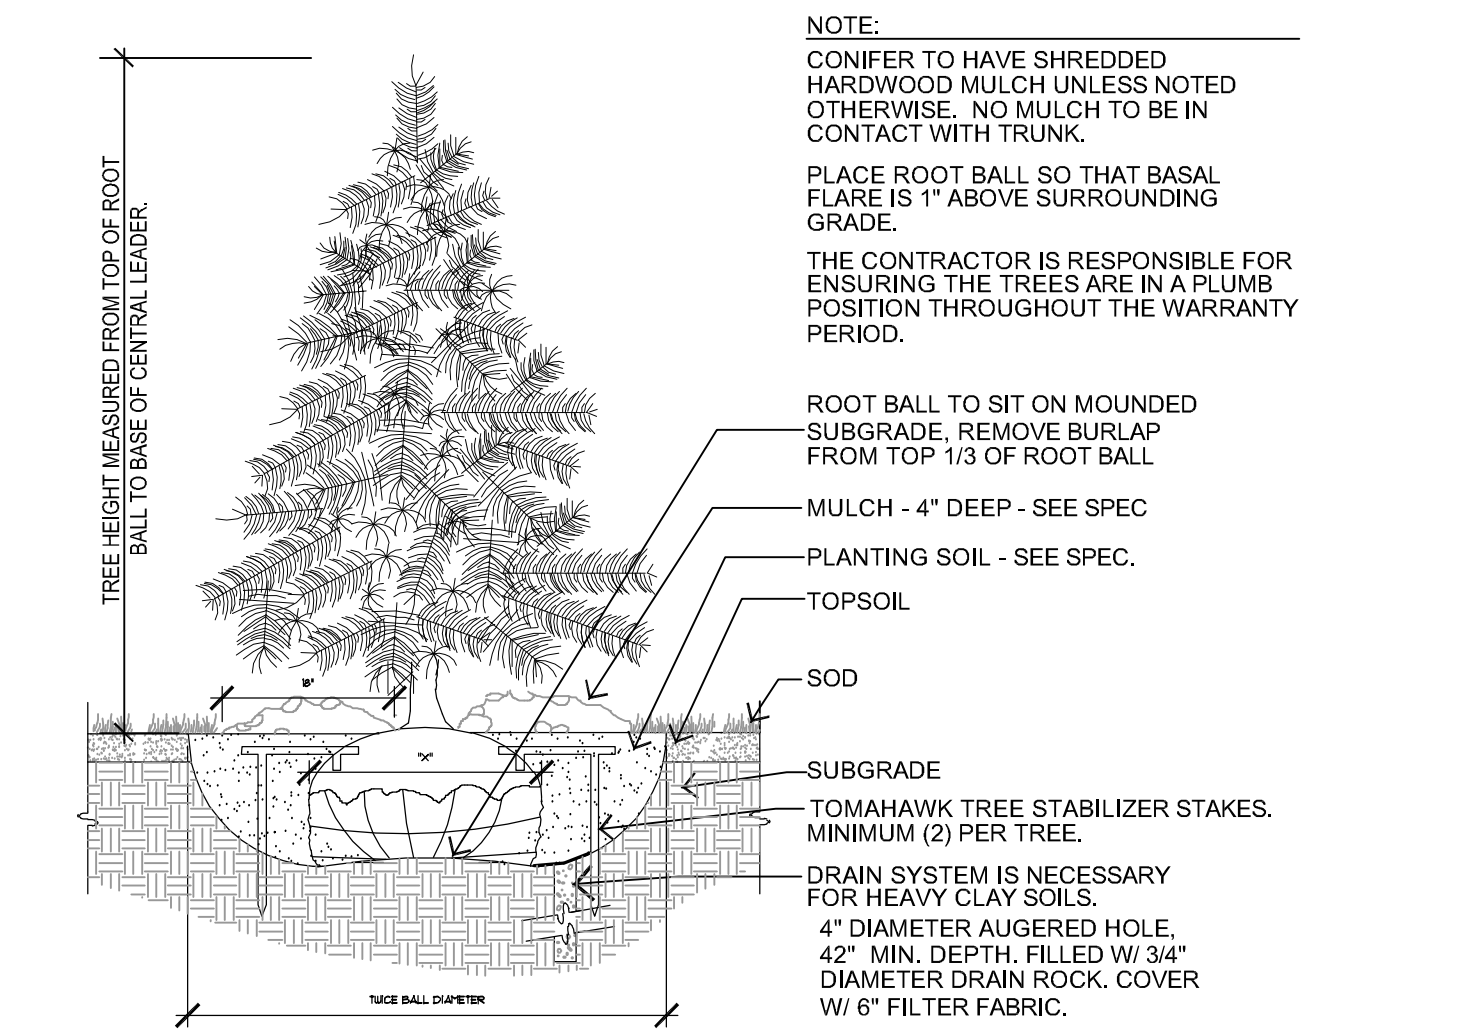 NOTE:
CONIFER TO HAVE SHREDDED
HARDWOOD MULCH UNLESS NOTED
OTHERWISE.  NO MULCH TO BE IN
CONTACT WITH TRUNK.
PLACE ROOT BALL SO THAT BASAL
FLARE IS 1" ABOVE SURROUNDING
GRADE.
THE CONTRACTOR IS RESPONSIBLE FOR
ENSURING THE TREES ARE IN A PLUMB
POSITION THROUGHOUT THE WARRANTY
PERIOD.
ROOT BALL TO SIT ON MOUNDED
SUBGRADE, REMOVE BURLAP
FROM TOP 1/3 OF ROOT BALL
MULCH - 4" DEEP - SEE SPEC
PLANTING SOIL - SEE SPEC.
TOPSOIL
SOD
SUBGRADE
TOMAHAWK TREE STABILIZER STAKES.
MINIMUM (2) PER TREE.
DRAIN SYSTEM IS NECESSARY
FOR HEAVY CLAY SOILS.
4" DIAMETER AUGERED HOLE,
42"  MIN. DEPTH. FILLED W/ 3/4"
DIAMETER DRAIN ROCK. COVER
W/ 6" FILTER FABRIC.
TREE HEIGHT MEASURED FROM TOP OF ROOT
BALL TO BASE OF CENTRAL LEADER.
18"
"X"
TWICE BALL DIAMETER